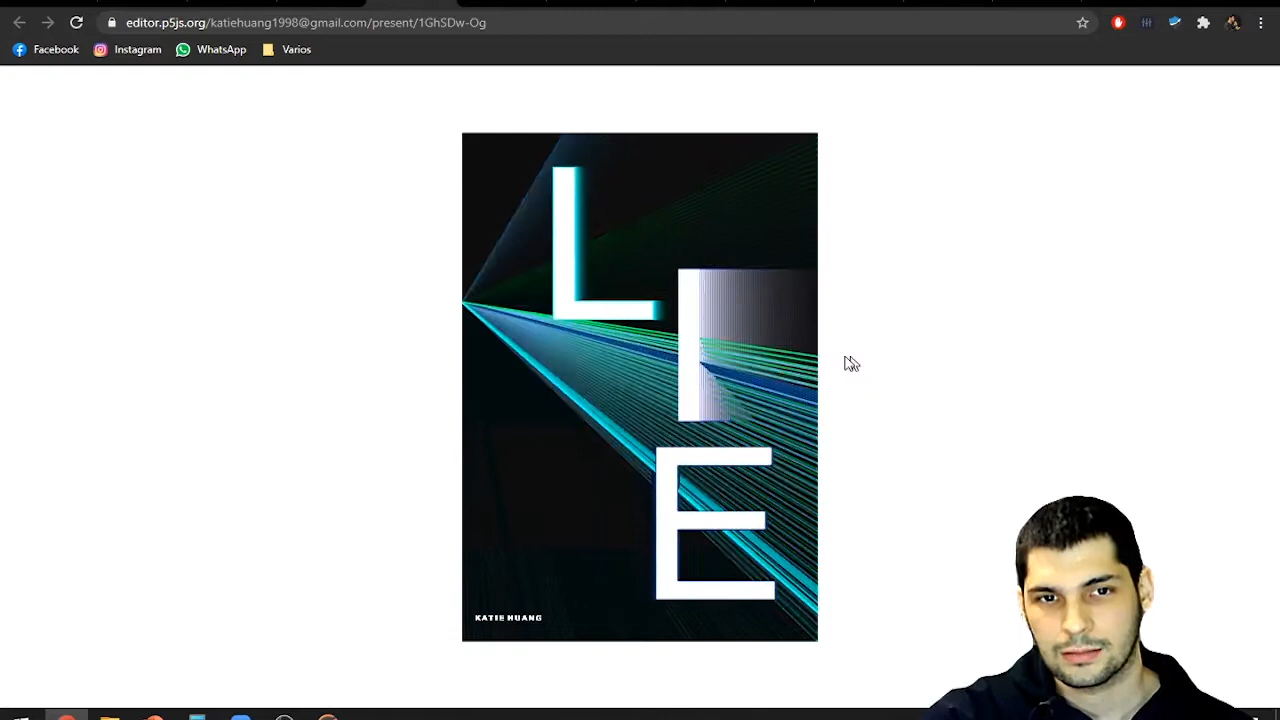 editor.p5js.org/katiehuang1998@gmail.com/present/1GhSDw-Og
Facebook
Instagram
WhatsApp
Varios
L
I
E
KATIE HUANG